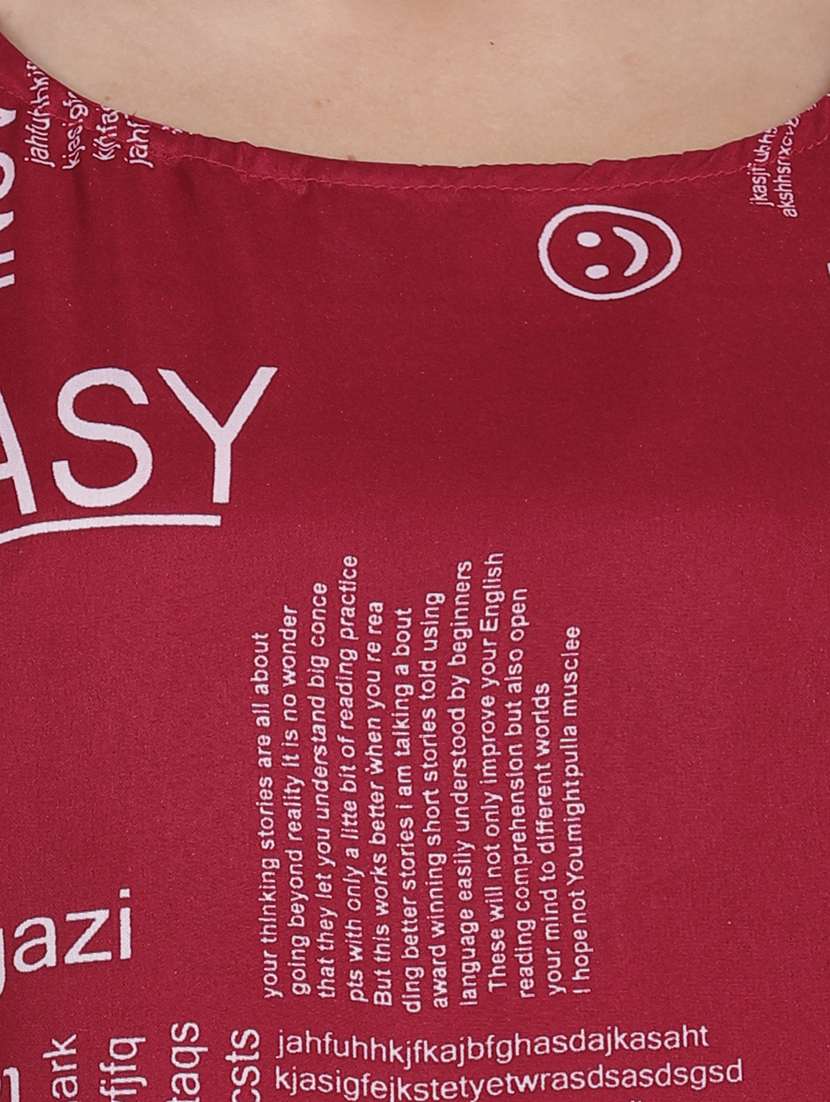 ASY
your thinking stories are all about
going beyond reality It is no wonder
that they let you understand big conce
pts with only a litte bit of reading practice
But this works better when you re rea
ding better stories i am talking a bout
award winning short stories told using
language easily understood by beginners
These will not only improve your English
reading comprehension but also open
your mind to different worlds
I hope not Youmightpulla musclee
gazi
ark
fijfq
taqs
csts
jahfuhhkjfkajbfghasdajkasaht
kjasigfejkstetyetwrasdsasdsgsd